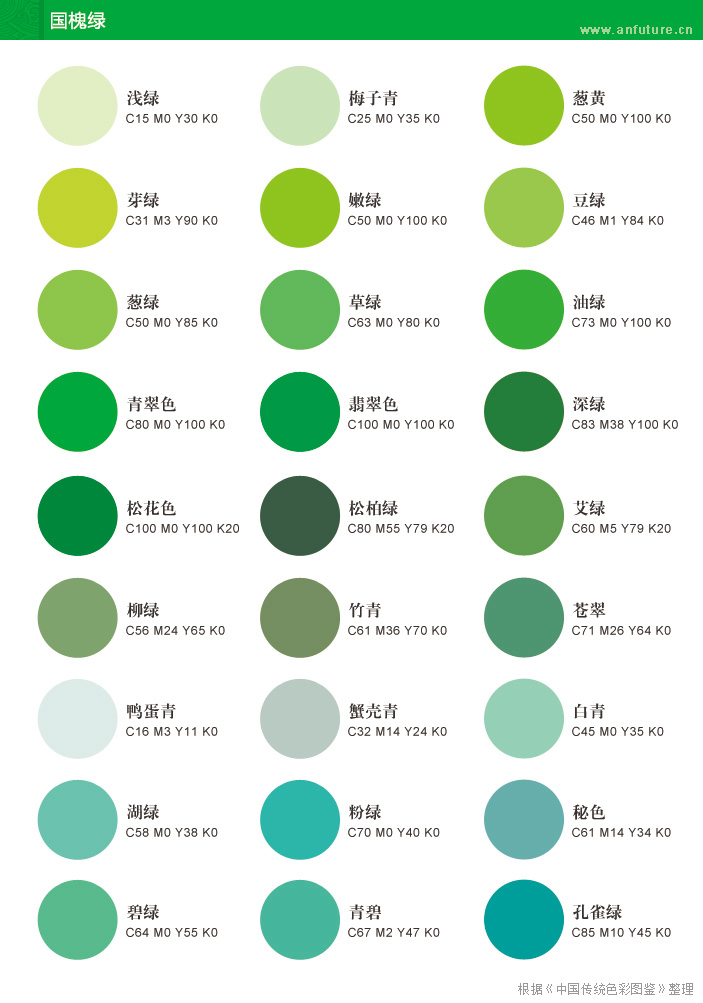 国槐绿
www.anfuture.cn
浅绿
C15 M0 Y30 K0
梅子青
C25 M0 Y35 K0
葱黄
C50 M0 Y100 K0
芽绿
C31 M3 Y90 K0
嫩绿
C50 M0 Y100 K0
豆绿
C46 M1 Y84 K0
葱绿
C50 M0 Y85 K0
草绿
C63 M0 Y80 K0
油绿
C73 M0 Y100 K0
青翠色
C80 M0 Y100 K0
翡翠色
C100 M0 Y100 K0
深绿
C83 M38 Y100 K0
松花色
C100 M0 Y100 K20
松柏绿
C80 M55 Y79 K20
艾绿
C60 M5 Y79 K20
柳绿
C56 M24 Y65 K0
竹青
C61 M36 Y70 K0
苍翠
C71 M26 Y64 K0
鸭蛋青
C16 M3 Y11 K0
蟹壳青
C32 M14 Y24 K0
白青
C45 M0 Y35 K0
湖绿
C58 M0 Y38 K0
粉绿
C70 M0 Y40 K0
秘色
C61 M14 Y34 K0
碧绿
C64 M0 Y55 K0
青碧
C67 M2 Y47 K0
孔雀绿
C85 M10 Y45 K0
根据《中国传统色彩图鉴》整理